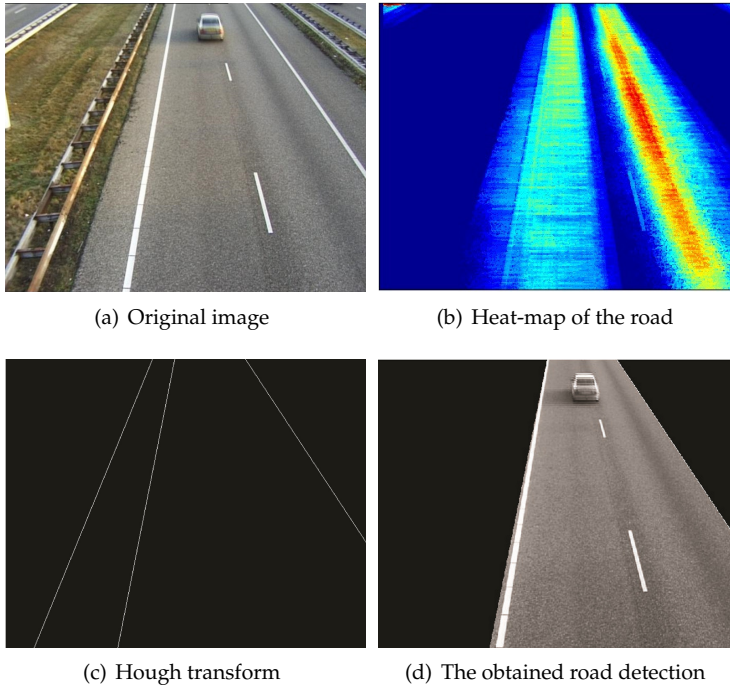 (a) Original image
(b) Heat-map of the road
(c) Hough transform
(d) The obtained road detection